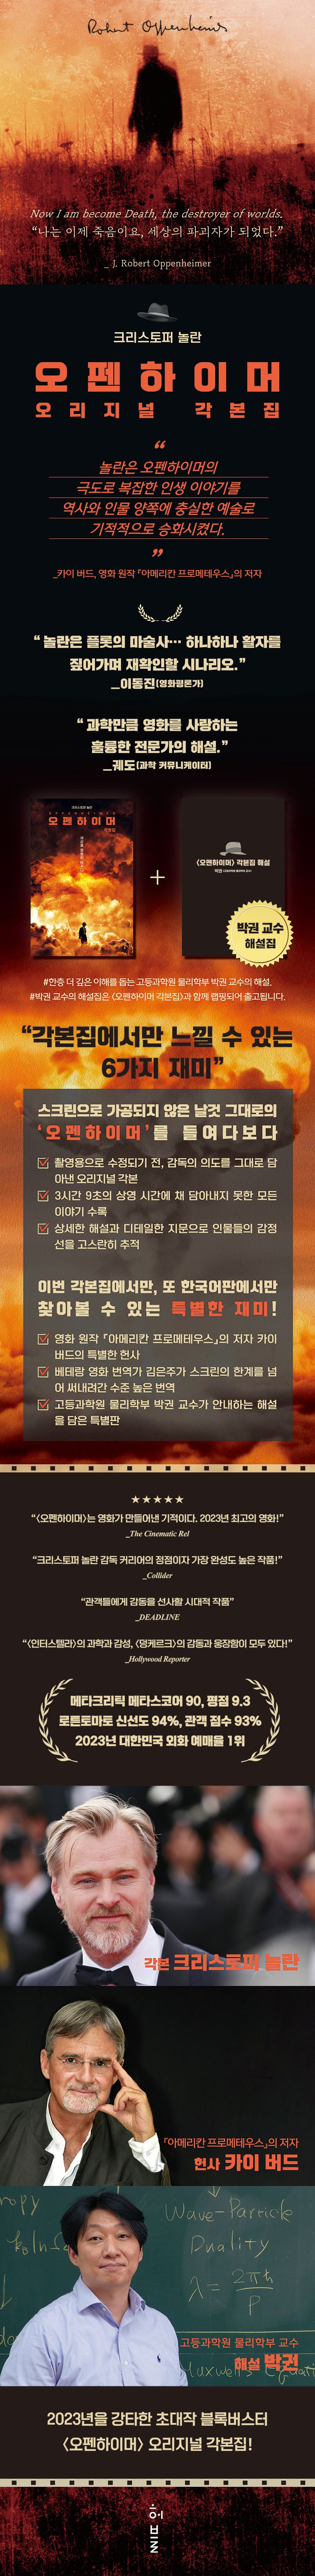 Robert Oppenheimer
Now I am become Death, the destroyer of worlds.
“나는 이제 죽음이요, 세상의 파괴자가 되었다.”
_ J. Robert Oppenheimer
크리스토퍼 놀란
오펜하이머
오리지널 각본집
“
놀란은 오펜하이머의
극도로 복잡한 인생 이야기를
역사와 인물 양쪽에 충실한 예술로
기적적으로 승화시켰다.
”
_카이 버드, 영화 원작 『아메리칸 프로메테우스』의 저자
“놀란은 플롯의 마술사… 하나하나 활자를
짚어가며 재확인할 시나리오.”
_이동진(영화평론가)
“과학만큼 영화를 사랑하는
훌륭한 전문가의 해설.”
_궤도(과학 커뮤니케이터)
크리스토퍼 놀란
오펜하이머
각본집
+
〈오펜하이머〉 각본집 해설
박권
박권 교수
해설집
#한층 더 깊은 이해를 돕는 고등과학원 물리학부 박권 교수의 해설.
#박권 교수의 해설집은 〈오펜하이머 각본집〉과 함께 랩핑되어 출고됩니다.
“각본집에서만 느낄 수 있는
6가지 재미”
스크린으로 가공되지 않은 날것 그대로의
‘오펜하이머’를 들여다보다
촬영용으로 수정되기 전, 감독의 의도를 그대로 담
아낸 오리지널 각본
3시간 9초의 상영 시간에 채 담아내지 못한 모든
이야기 수록
상세한 해설과 디테일한 지문으로 인물들의 감정
선을 고스란히 추적
이번 각본집에서만, 또 한국어판에서만
찾아볼 수 있는 특별한 재미!
영화 원작 『아메리칸 프로메테우스』의 저자 카이
버드의 특별한 헌사
베테랑 영화 번역가 김은주가 스크린의 한계를 넘
어 써내려간 수준 높은 번역
고등과학원 물리학부 박권 교수가 안내하는 해설
을 담은 특별판
★★★★★
“〈오펜하이머〉는 영화가 만들어낸 기적이다. 2023년 최고의 영화!”
_The Cinematic Rel
“크리스토퍼 놀란 감독 커리어의 정점이자 가장 완성도 높은 작품!”
_Collider
“관객들에게 감동을 선사할 시대적 작품”
_DEADLINE
“〈인터스텔라〉의 과학과 감성, 〈덩케르크〉의 감동과 웅장함이 모두 있다!”
_Hollywood Reporter
메타크리틱 메타스코어 90, 평점 9.3
로튼토마토 신선도 94%, 관객 점수 93%
2023년 대한민국 외화 예매율 1위
각본 크리스토퍼 놀란
『아메리칸 프로메테우스』의 저자
헌사 카이 버드
ropy
Wave-Particle
Duality
λ = 2πħ
P
고등과학원 물리학부 교수
해설 박권
2023년을 강타한 초대작 블록버스터
〈오펜하이머〉 오리지널 각본집!
허블